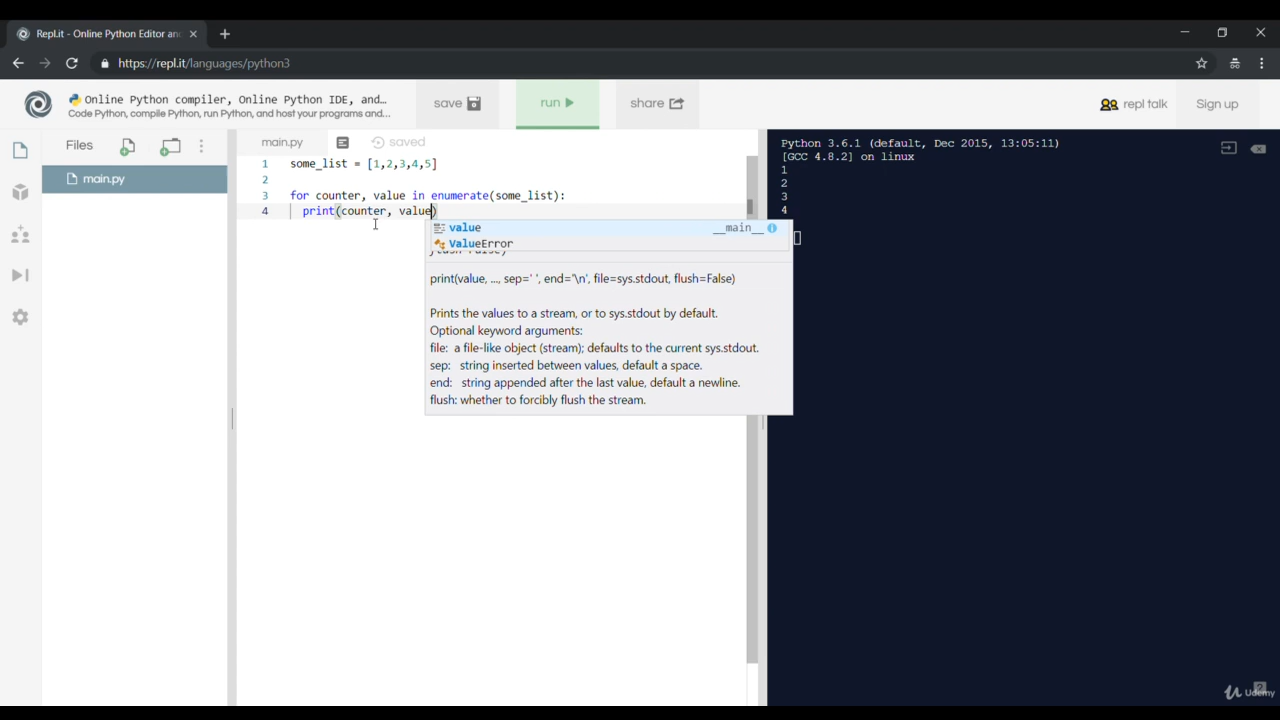 Repl.it - Online Python Editor an
https://repl.it/languages/python3
Online Python compiler, Online Python IDE, and...
Code Python, compile Python, run Python, and host your programs and...
save
run
share
repl talk
Sign up
Files
main.py
main.py
saved
1 some_list = [1,2,3,4,5]
2
3 for counter, value in enumerate(some_list):
4 print(counter, value)
value __main__
ValueError
print(value, ..., sep=' ', end='\n', file=sys.stdout, flush=False)
Prints the values to a stream, or to sys.stdout by default.
Optional keyword arguments:
file: a file-like object (stream); defaults to the current sys.stdout.
sep: string inserted between values, default a space.
end: string appended after the last value, default a newline.
flush: whether to forcibly flush the stream.
Python 3.6.1 (default, Dec 2015, 13:05:11)
[GCC 4.8.2] on linux
1
2
3
4
Udemy